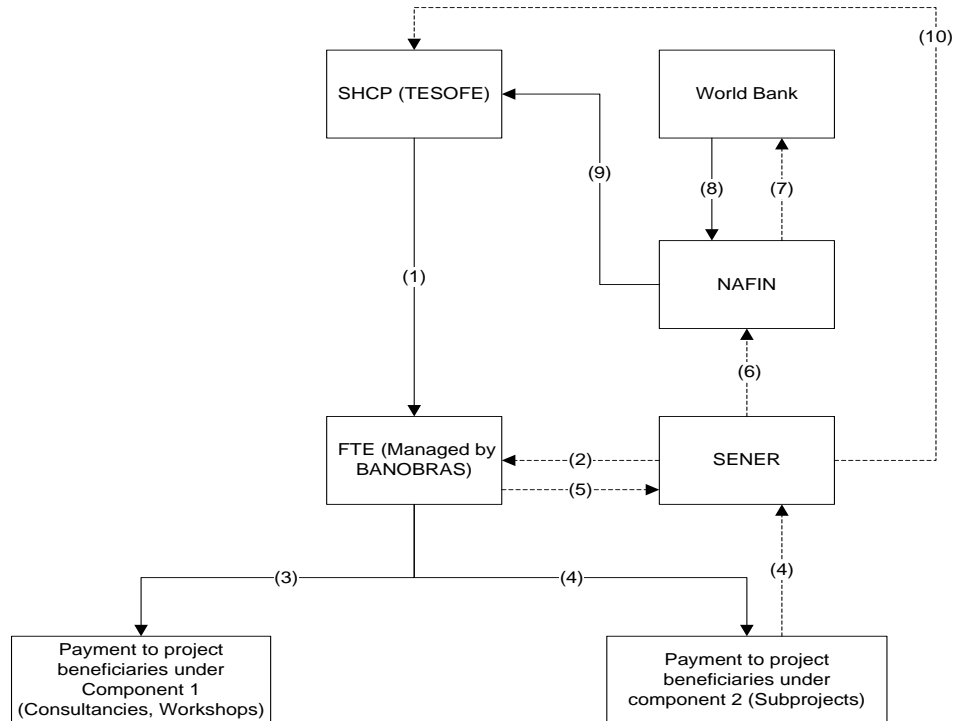 (10)
SHCP (TESOFE)
World Bank
(9)
(8)
(7)
(1)
NAFIN
(6)
FTE (Managed by
BANOBRAS)
(2)
(5)
SENER
(3)
(4)
(4)
Payment to project
beneficiaries under
Component 1
(Consultancies, Workshops)
Payment to project
beneficiaries under
component 2 (Subprojects)